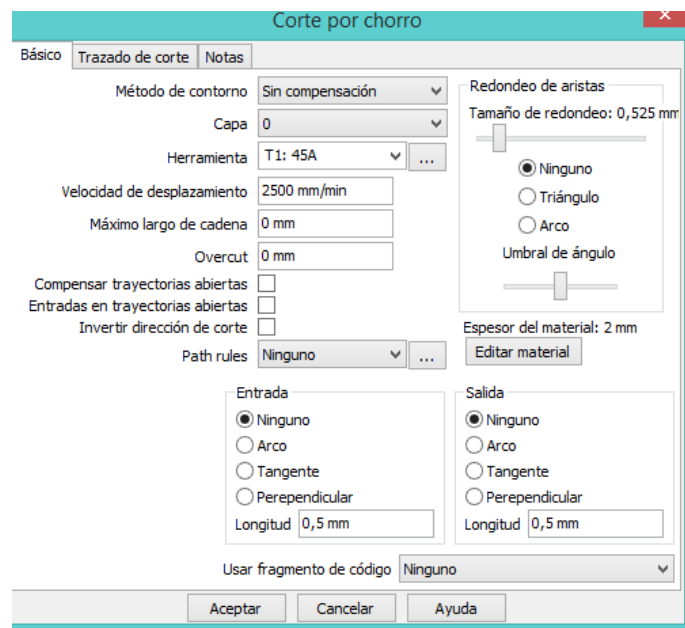 Corte por chorro
Básico Trazado de corte Notas
Método de contorno Sin compensación
Capa 0
Herramienta T1: 45A ...
Velocidad de desplazamiento 2500 mm/min
Máximo largo de cadena 0 mm
Overcut 0 mm
Compensar trayectorias abiertas
Entradas en trayectorias abiertas
Invertir dirección de corte
Path rules Ninguno ...
Redondeo de aristas
Tamaño de redondeo: 0,525 mm
Ninguno
Triángulo
Arco
Umbral de ángulo
Espesor del material: 2 mm
Editar material
Entrada
Ninguno
Arco
Tangente
Perependicular
Longitud 0,5 mm
Salida
Ninguno
Arco
Tangente
Perependicular
Longitud 0,5 mm
Usar fragmento de código Ninguno
Aceptar Cancelar Ayuda